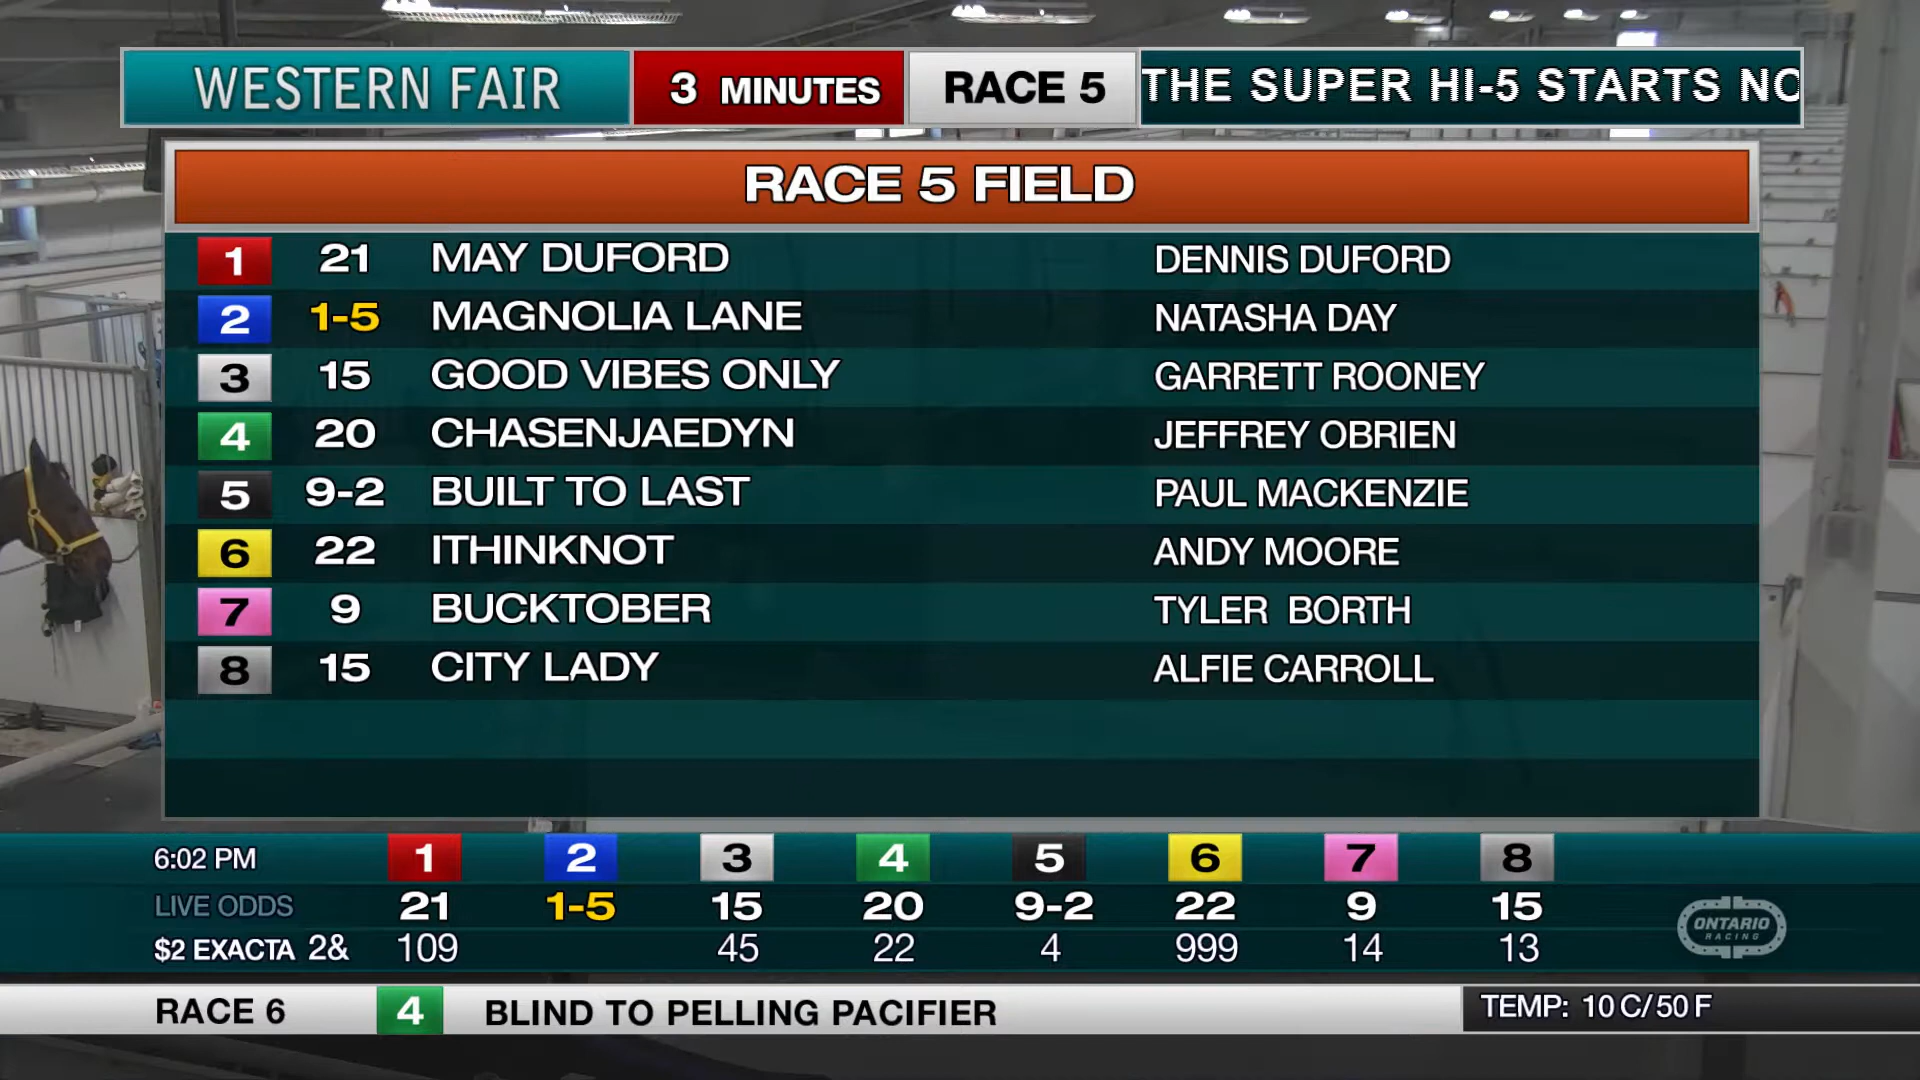 WESTERN FAIR 3 MINUTES RACE 5 THE SUPER HI-5 STARTS NO
RACE 5 FIELD
1 21 MAY DUFORD DENNIS DUFORD
2 1-5 MAGNOLIA LANE NATASHA DAY
3 15 GOOD VIBES ONLY GARRETT ROONEY
4 20 CHASENJAEDYN JEFFREY OBRIEN
5 9-2 BUILT TO LAST PAUL MACKENZIE
6 22 ITHINKNOT ANDY MOORE
7 9 BUCKTOBER TYLER BORTH
8 15 CITY LADY ALFIE CARROLL
6:02 PM 1 2 3 4 5 6 7 8
LIVE ODDS 21 1-5 15 20 9-2 22 9 15
$2 EXACTA 2& 109 45 22 4 999 14 13
ONTARIO
RACING
RACE 6 4 BLIND TO PELLING PACIFIER TEMP: 10 C/50 F